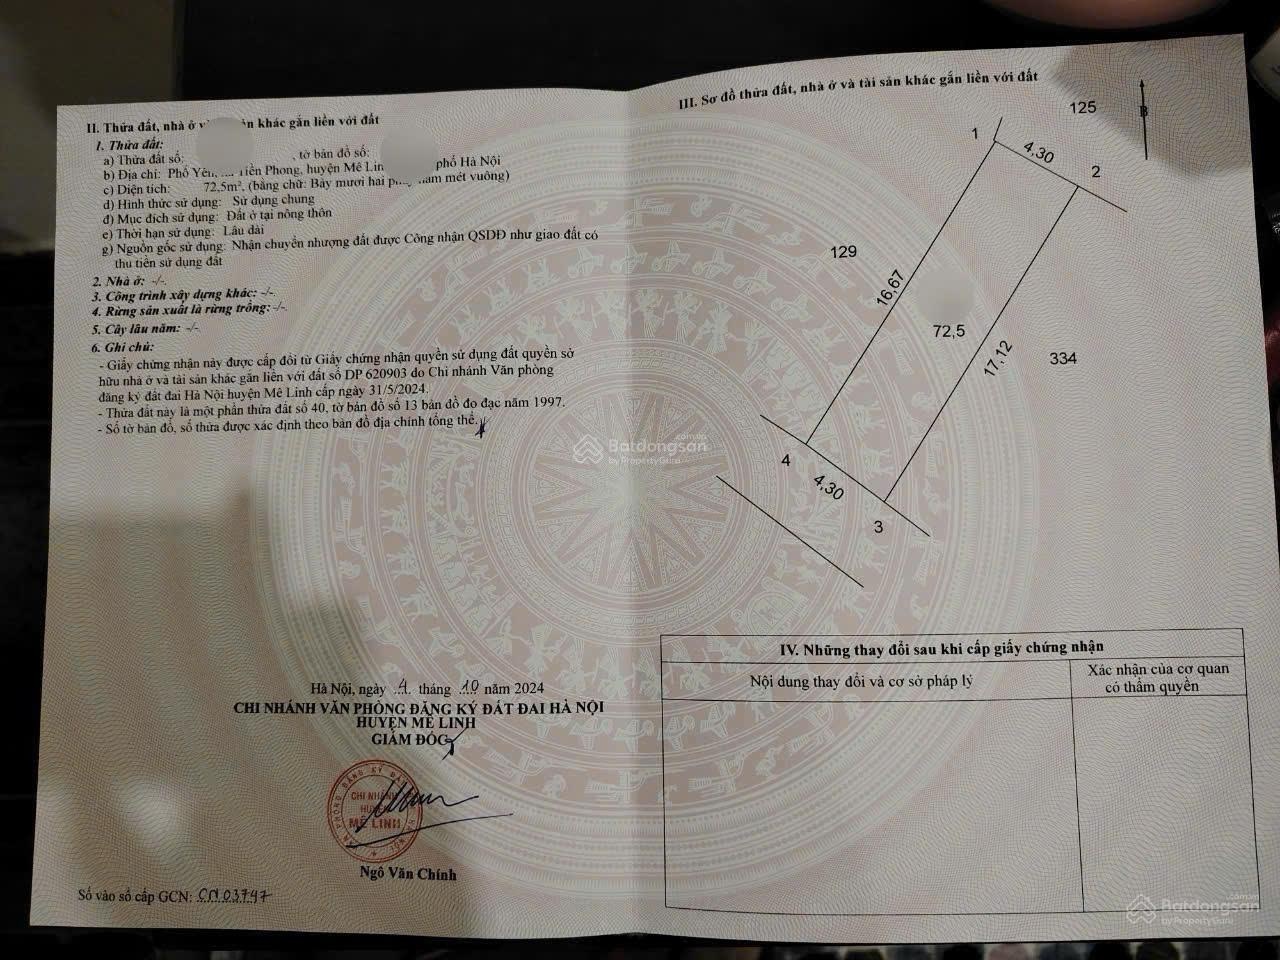 II. Thửa đất, nhà ở và tài sản khác gắn liền với đất
1. Thửa đất:
a) Thửa đất số: , tờ bản đồ số:
b) Địa chỉ: Phố Yên, Tiền Phong, huyện Mê Linh phố Hà Nội
c) Diện tích: 72,5m², (bằng chữ: Bảy mươi hai phẩy năm mét vuông)
d) Hình thức sử dụng: Sử dụng chung
đ) Mục đích sử dụng: Đất ở tại nông thôn
e) Thời hạn sử dụng: Lâu dài
g) Nguồn gốc sử dụng: Nhận chuyển nhượng đất được Công nhận QSDĐ như giao đất có
thu tiền sử dụng đất
2. Nhà ở: -/-
3. Công trình xây dựng khác: -/-
4. Rừng sản xuất là rừng trồng: -/-
5. Cây lâu năm: -/-
6. Ghi chú:
- Giấy chứng nhận này được cấp đổi từ Giấy chứng nhận quyền sử dụng đất quyền sở
hữu nhà ở và tài sản khác gắn liền với đất số DP 620903 do Chi nhánh Văn phòng
đăng ký đất đai Hà Nội huyện Mê Linh cấp ngày 31/5/2024.
- Thửa đất này là một phần thửa đất số 40, tờ bản đồ số 13 bản đồ đo đạc năm 1997.
- Số tờ bản đồ, số thửa được xác định theo bản đồ địa chính tổng thể.
Hà Nội, ngày 4 tháng 10 năm 2024
CHI NHÁNH VĂN PHÒNG ĐĂNG KÝ ĐẤT ĐAI HÀ NỘI
HUYỆN MÊ LINH
GIÁM ĐỐC
CHI NHÁNH
HUYỆN
MÊ LINH
Ngô Văn Chính
Số vào sổ cấp GCN: CN 03747
III. Sơ đồ thửa đất, nhà ở và tài sản khác gắn liền với đất
B
125
1
4,30
2
129
16,67
72,5
17,12
334
4
4,30
3
IV. Những thay đổi sau khi cấp giấy chứng nhận
Nội dung thay đổi và cơ sở pháp lý
Xác nhận của cơ quan
có thẩm quyền
Batdongsan.com.vn
by PropertyGuru
Batdongsan.com.vn
by PropertyGuru